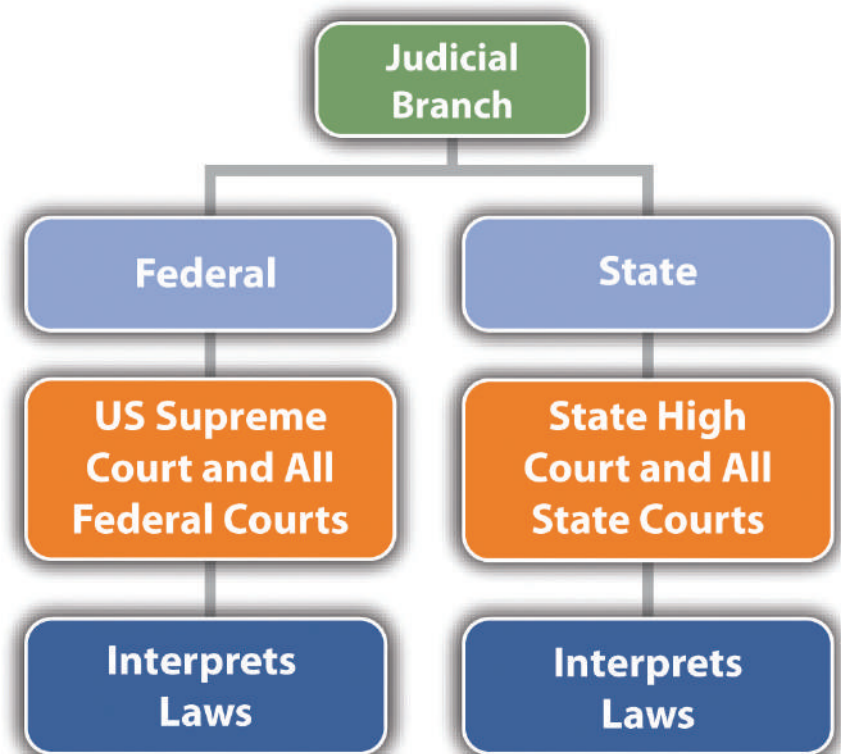 Judicial
Branch
Federal
State
US Supreme
Court and All
Federal Courts
State High
Court and All
State Courts
Interprets
Laws
Interprets
Laws